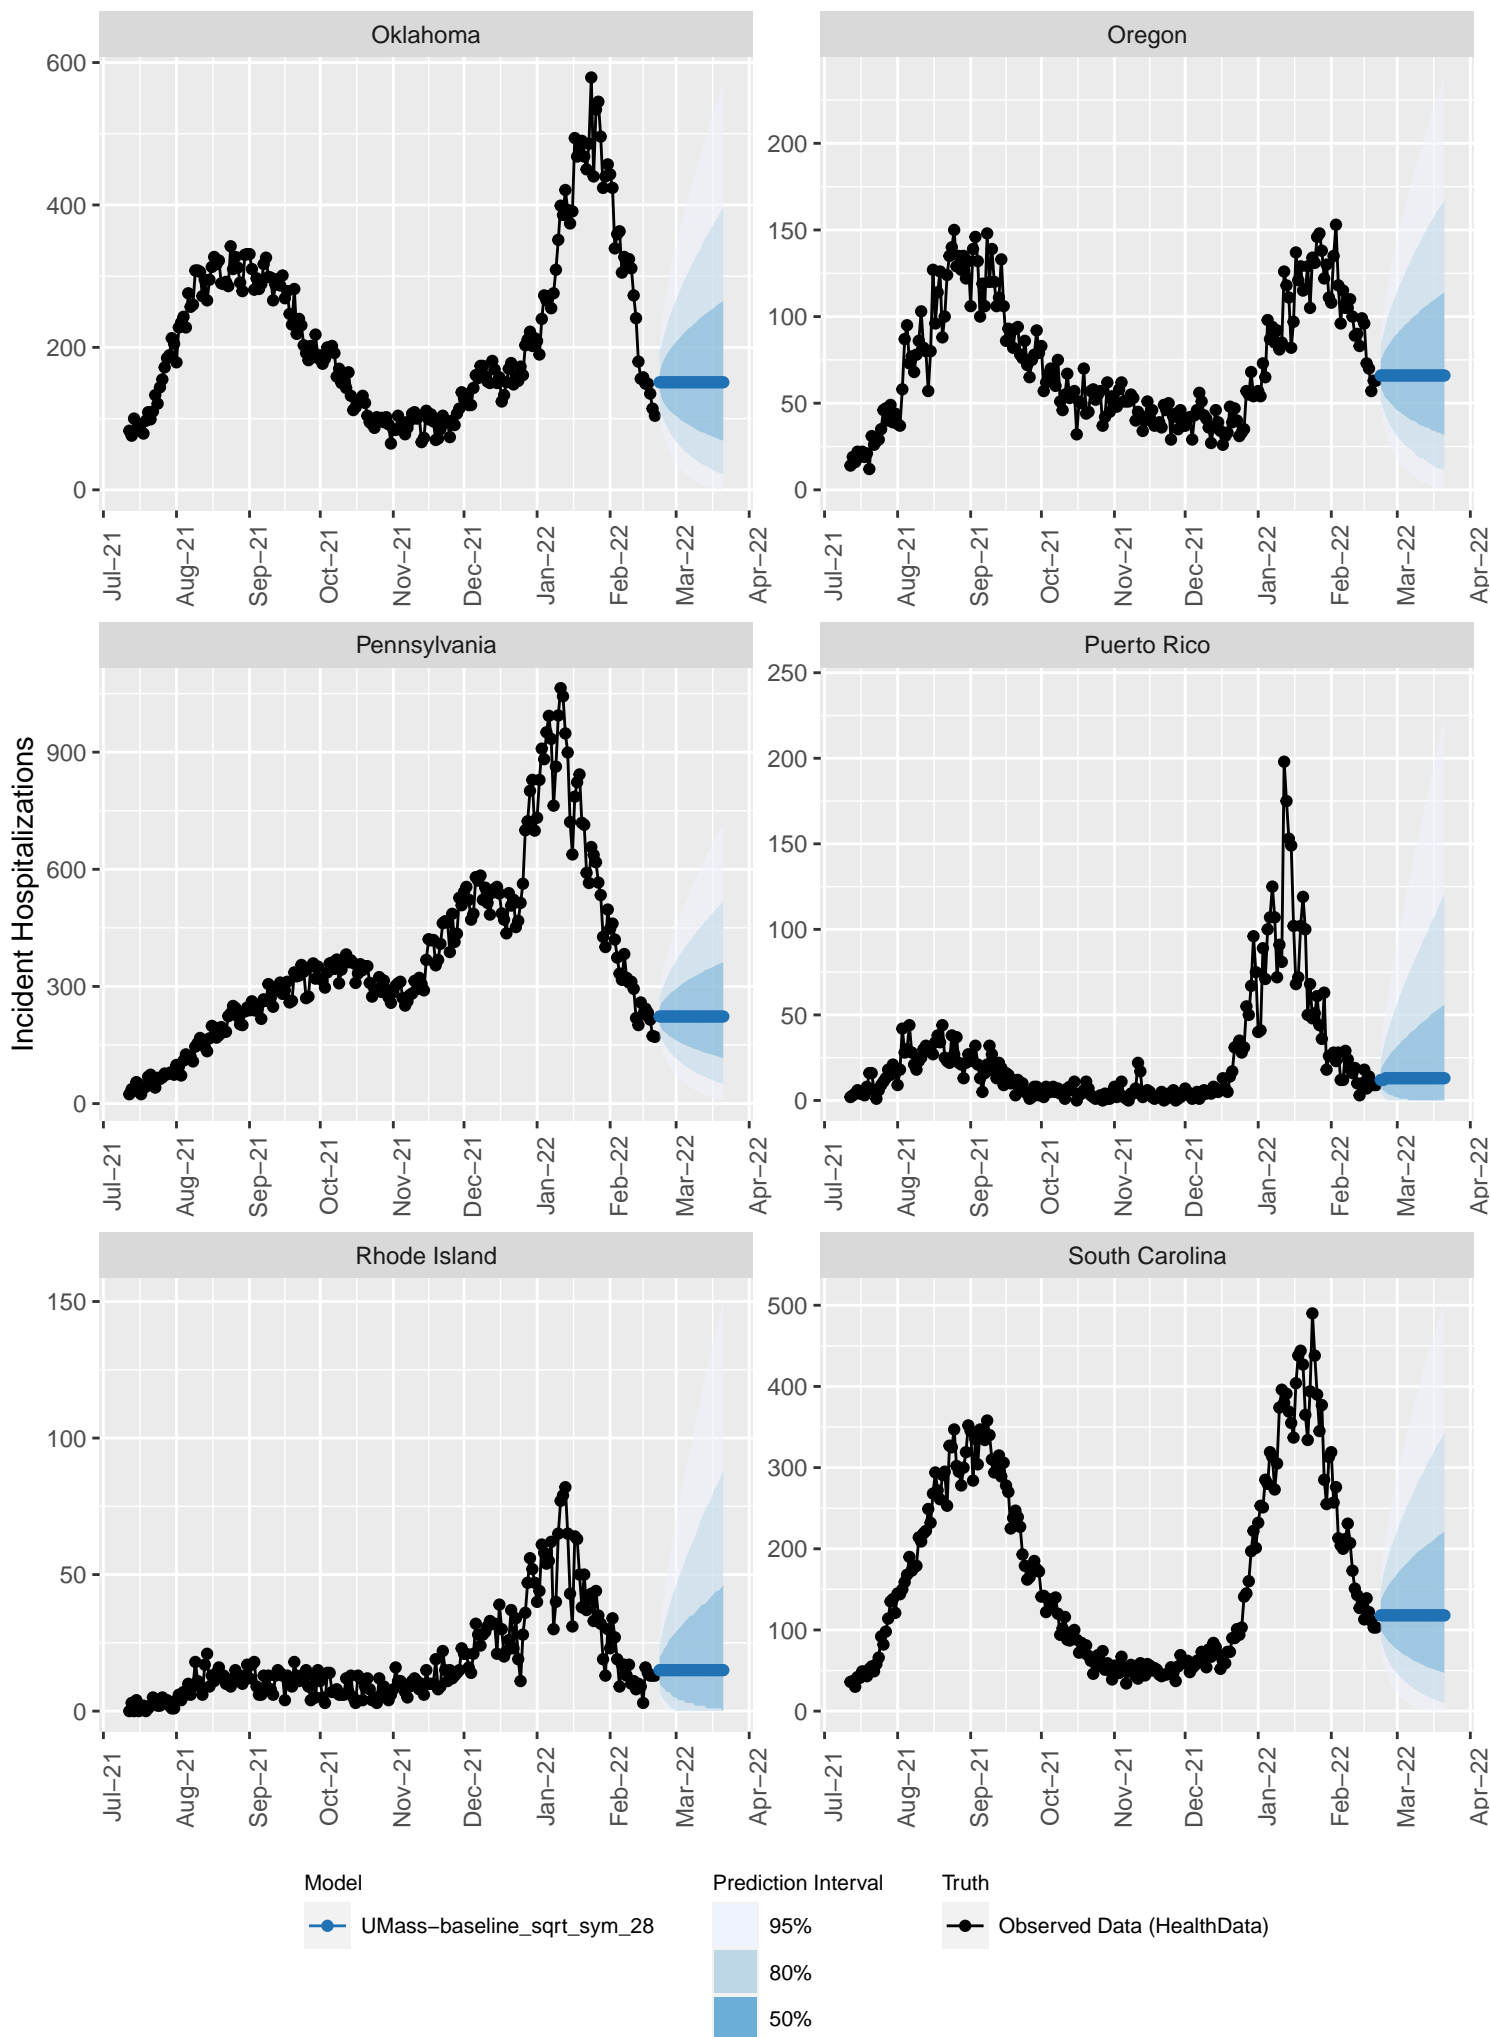 Oklahoma
Oregon
600
400
200
0
200
150
100
50
0
Jul−21
Aug−21
Sep−21
Oct−21
Nov−21
Dec−21
Jan−22
Feb−22
Mar−22
Apr−22
Jul−21
Aug−21
Sep−21
Oct−21
Nov−21
Dec−21
Jan−22
Feb−22
Mar−22
Apr−22
Incident Hospitalizations
Pennsylvania
Puerto Rico
900
600
300
0
250
200
150
100
50
0
Jul−21
Aug−21
Sep−21
Oct−21
Nov−21
Dec−21
Jan−22
Feb−22
Mar−22
Apr−22
Jul−21
Aug−21
Sep−21
Oct−21
Nov−21
Dec−21
Jan−22
Feb−22
Mar−22
Apr−22
Rhode Island
South Carolina
150
100
50
0
500
400
300
200
100
0
Jul−21
Aug−21
Sep−21
Oct−21
Nov−21
Dec−21
Jan−22
Feb−22
Mar−22
Apr−22
Jul−21
Aug−21
Sep−21
Oct−21
Nov−21
Dec−21
Jan−22
Feb−22
Mar−22
Apr−22
Model
UMass−baseline_sqrt_sym_28
Prediction Interval
95%
80%
50%
Truth
Observed Data (HealthData)